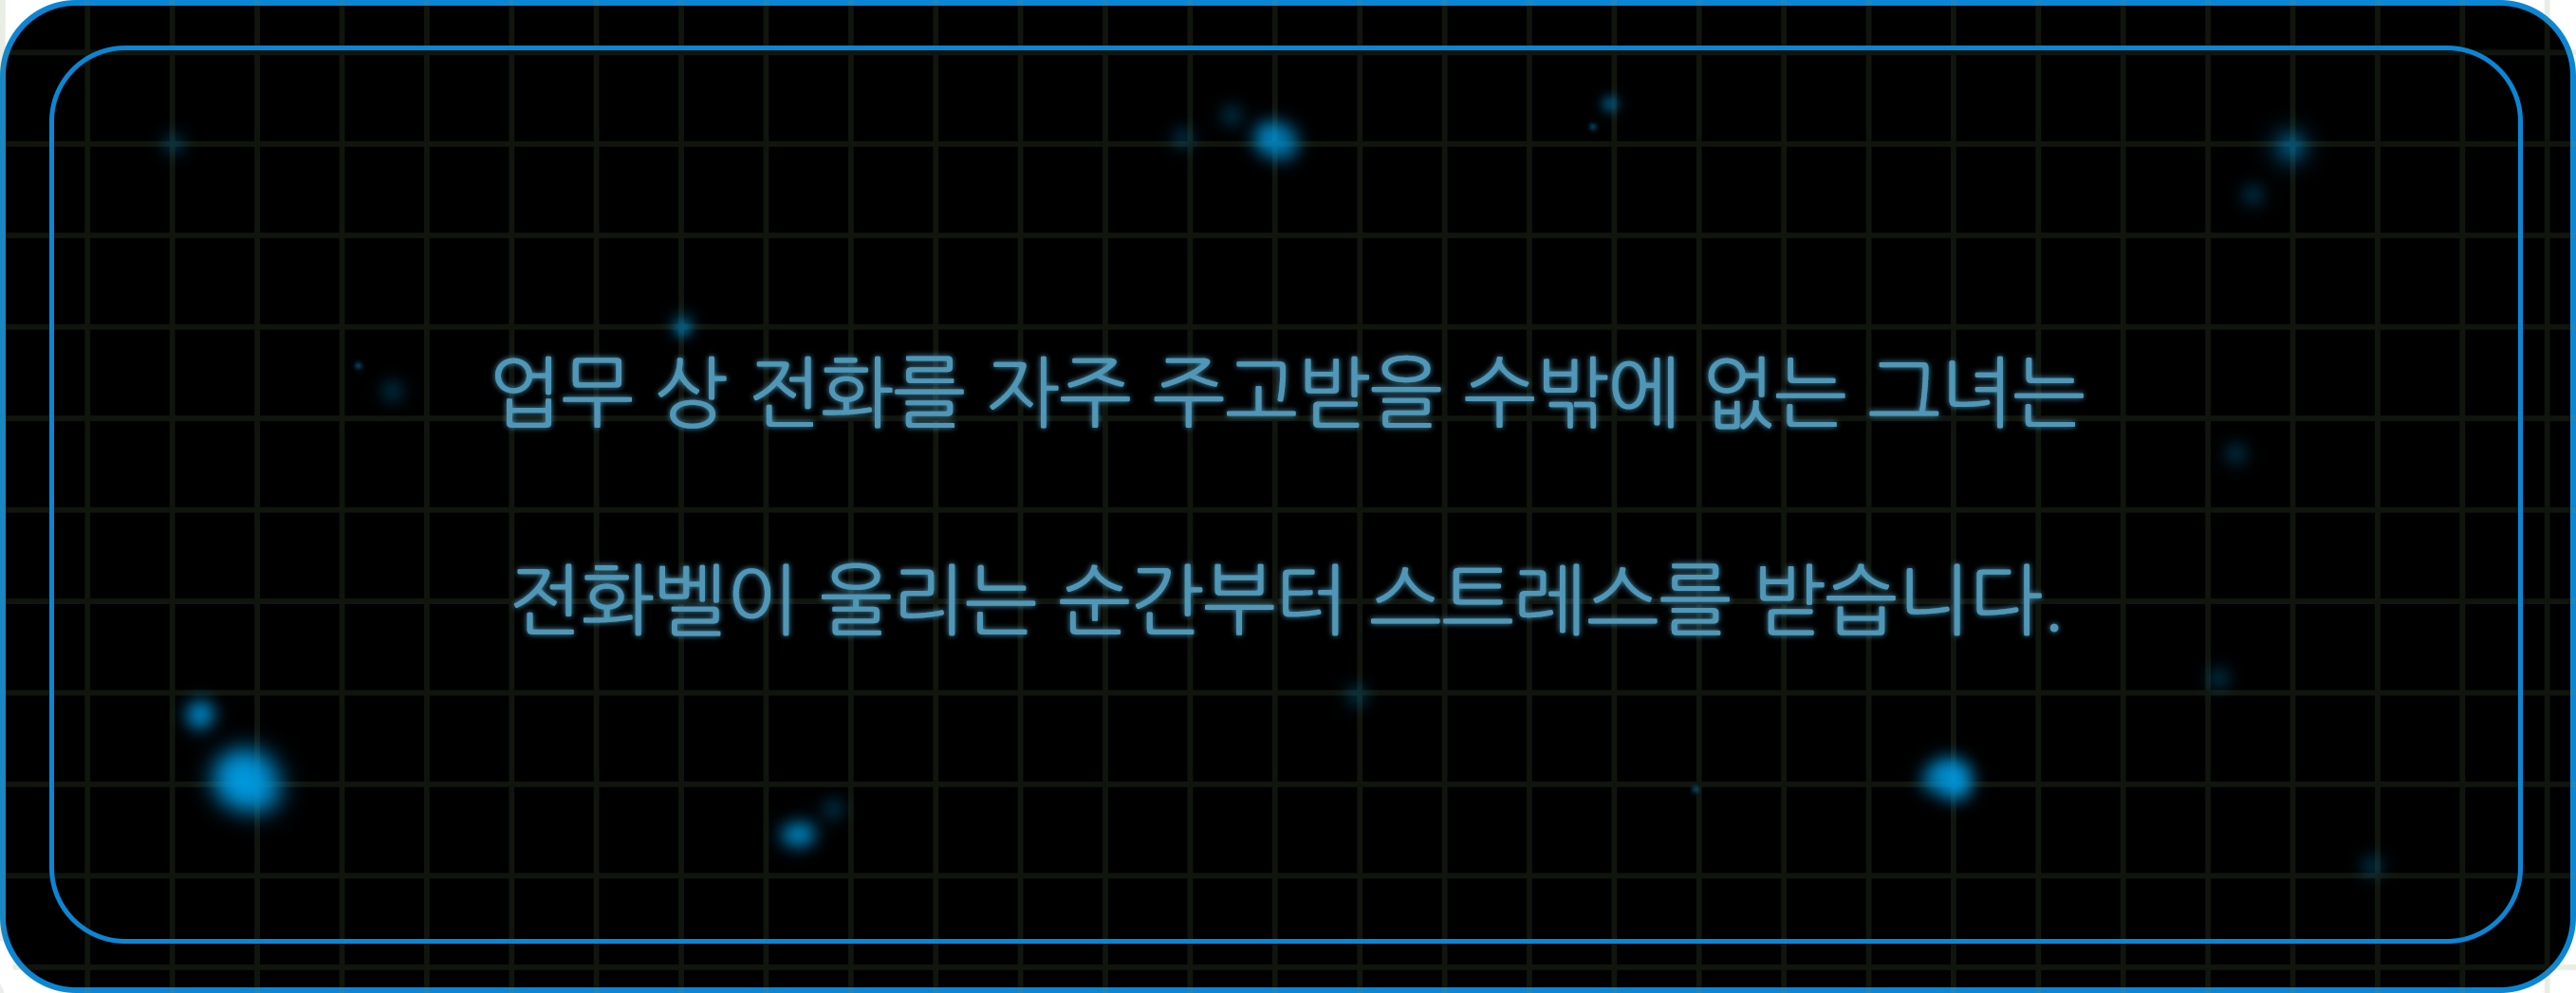 업무 상 전화를 자주 주고받을 수밖에 없는 그녀는
전화벨이 울리는 순간부터 스트레스를 받습니다.